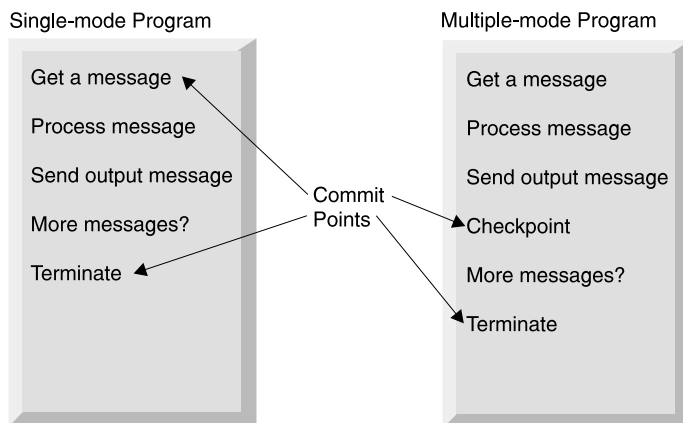 Single-mode Program
Get a message
Process message
Send output message
More messages?
Terminate
Commit
Points
Multiple-mode Program
Get a message
Process message
Send output message
Checkpoint
More messages?
Terminate